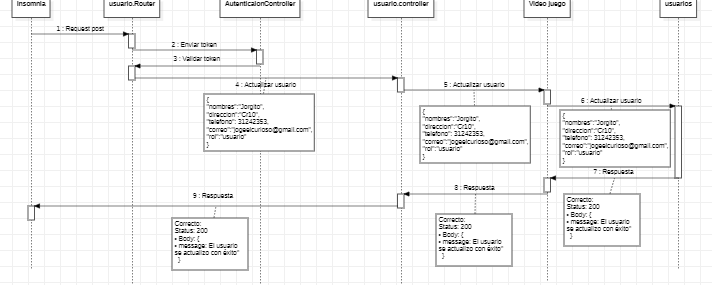 Insomnia
usuario.Router
AutenticaionController
usuario.controller
Video juego
usuarios
1 : Request post
2 : Enviar token
3 : Validar token
4 : Actualizar usuario
5 : Actualizar usuario
6 : Actualizar usuario
{
"nombres":"Jorgito",
"direccion":"Cr10",
"telefono": 31242353,
"correo":"jogeelcurioso@gmail.com",
"rol":"usuario"
}
{
"nombres":"Jorgito",
"direccion":"Cr10",
"telefono": 31242353,
"correo":"jogeelcurioso@gmail.com",
"rol":"usuario"
}
{
"nombres":"Jorgito",
"direccion":"Cr10",
"telefono": 31242353,
"correo":"jogeelcurioso@gmail.com",
"rol":"usuario"
}
7 : Respuesta
8 : Respuesta
9 : Respuesta
Correcto:
Status: 200
• Body: {
• message: El usuario
se actualizo con éxito"
}
Correcto:
Status: 200
• Body: {
• message: El usuario
se actualizo con éxito"
}
Correcto:
Status: 200
• Body: {
• message: El usuario
se actualizo con éxito"
}